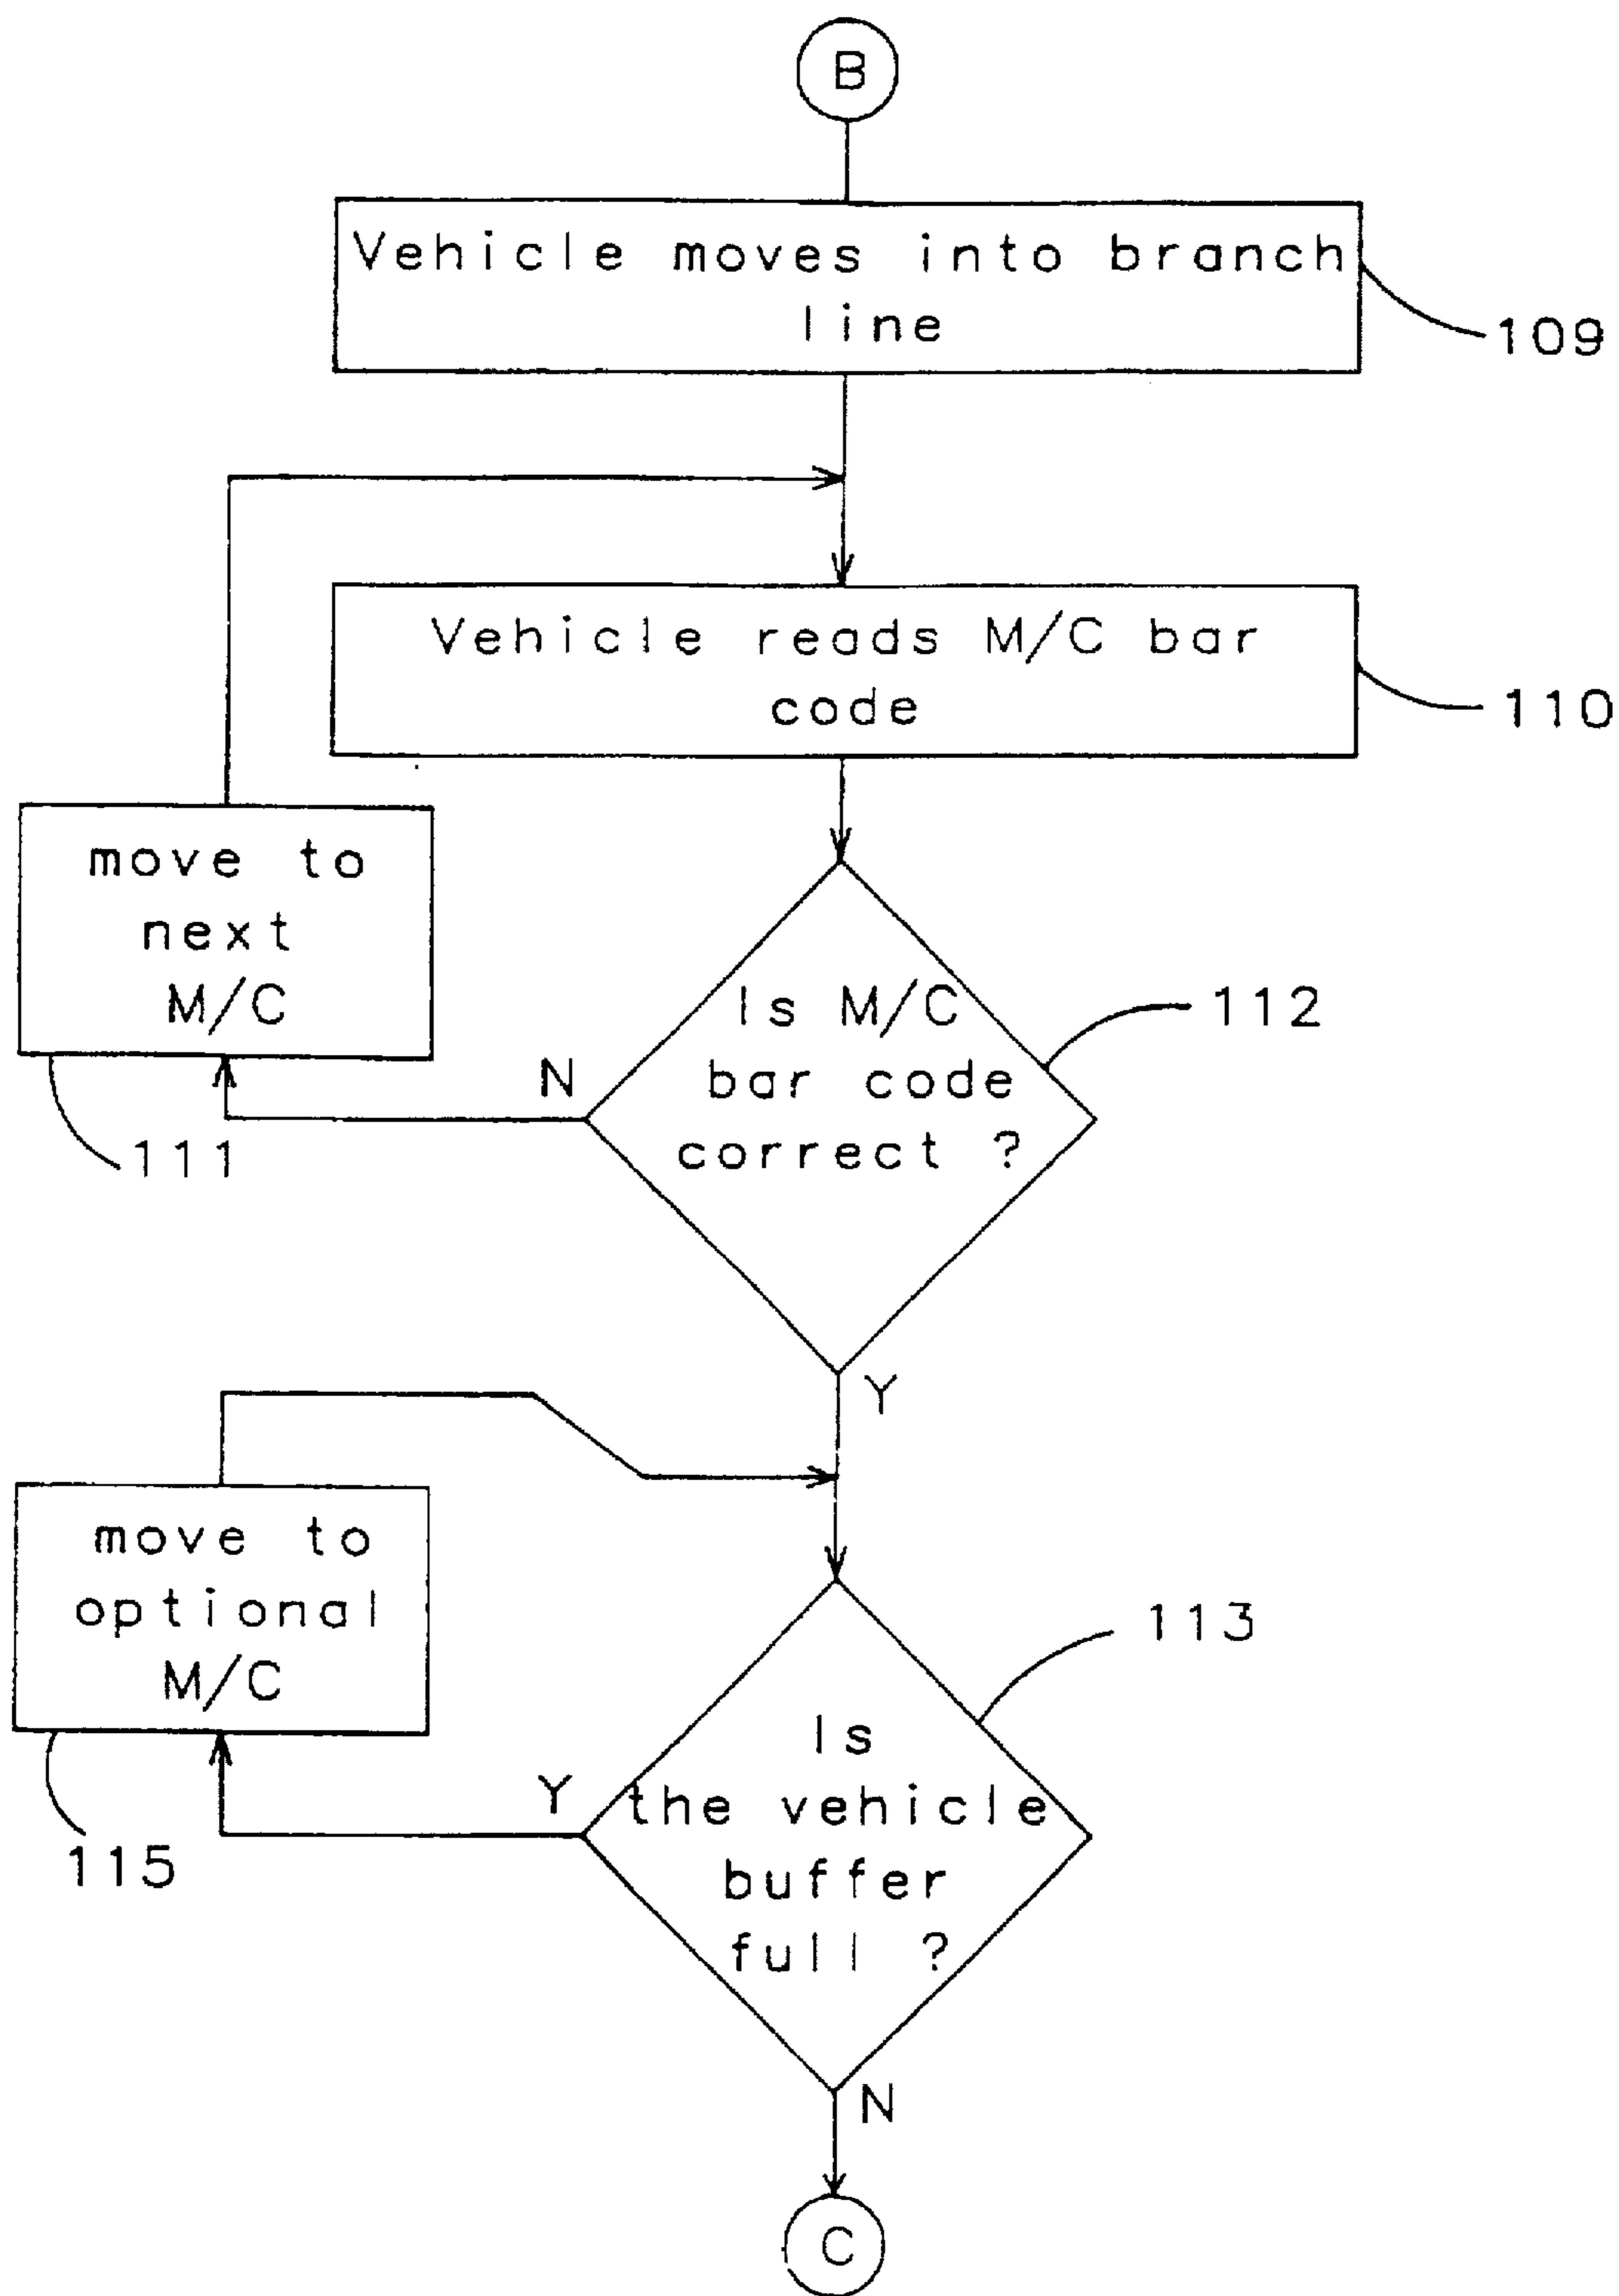 B
Vehicle moves into branch
line
109
Vehicle reads M/C bar
code
110
move to
next
M/C
111
Is M/C
bar code
correct ?
112
N
Y
move to
optional
M/C
115
Is
the vehicle
buffer
full ?
113
Y
N
C